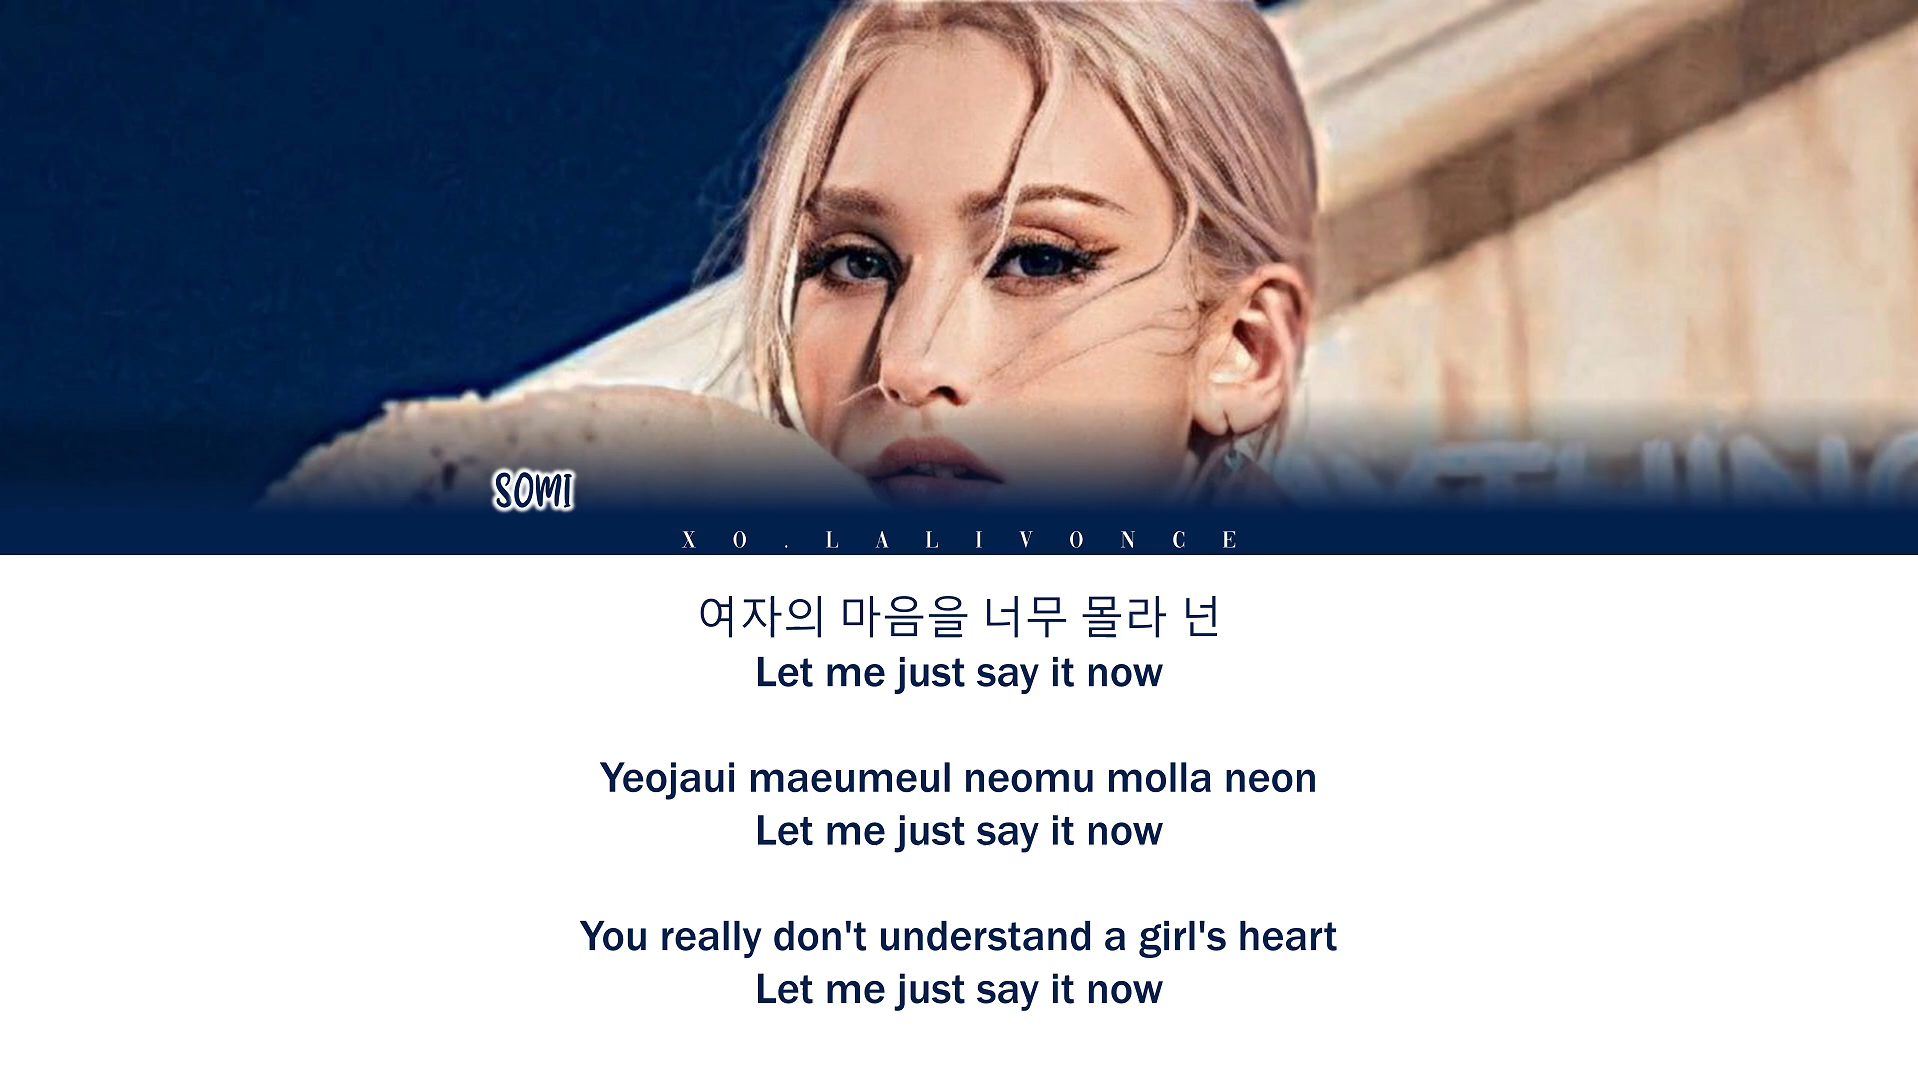 SOMI
XO.LALIVONCE
여자의 마음을 너무 몰라 넌
Let me just say it now
Yeojaui maeumeul neomu molla neon
Let me just say it now
You really don't understand a girl's heart
Let me just say it now